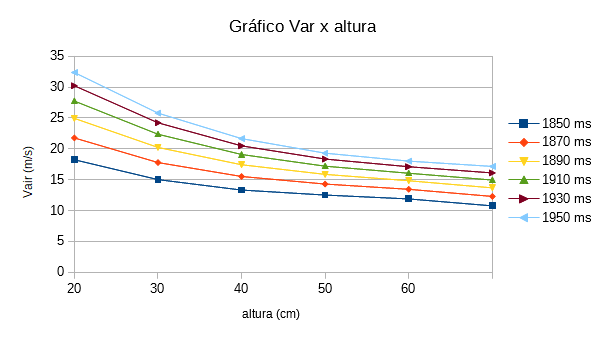 Gráfico Var x altura
35
30
25
20
15
10
5
0
20 30 40 50 60
Vair (m/s)
altura (cm)
1850 ms
1870 ms
1890 ms
1910 ms
1930 ms
1950 ms